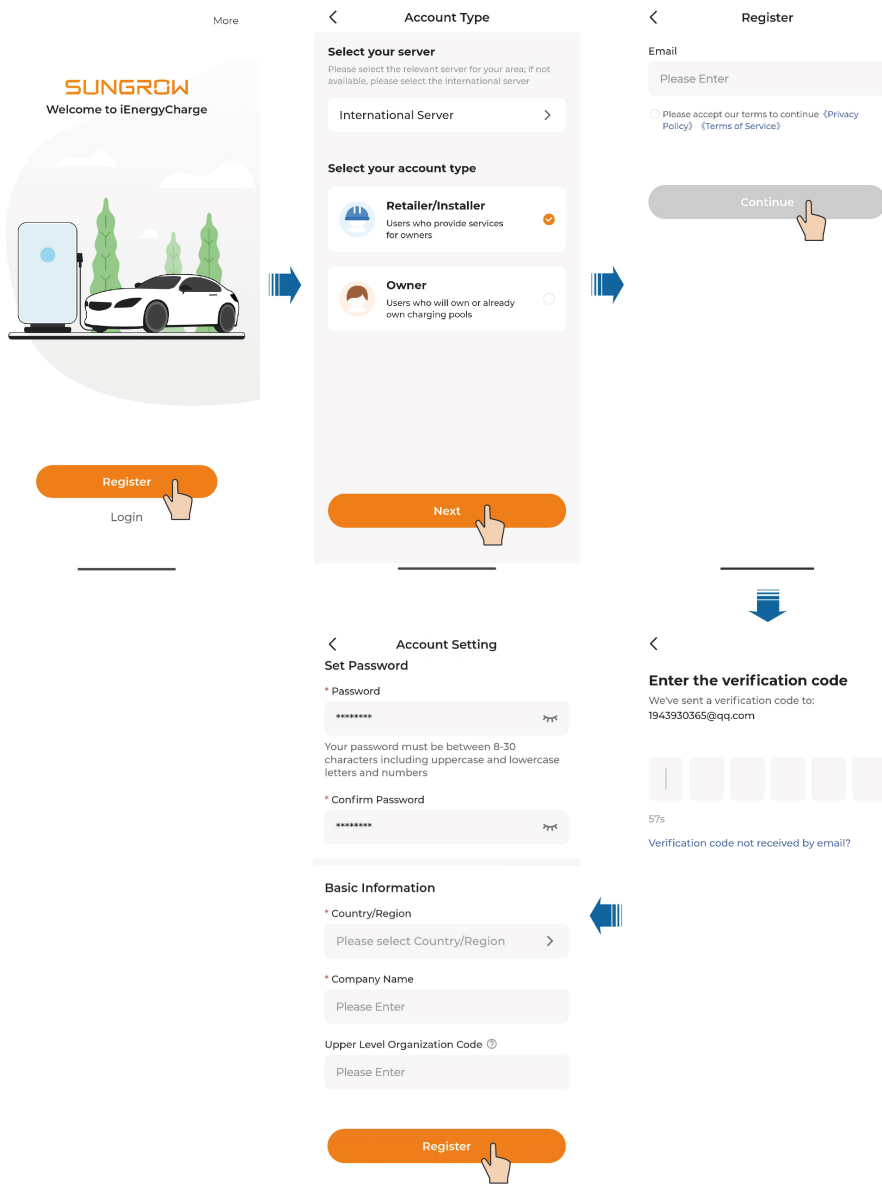 More
SUNGROW
Welcome to iEnergyCharge
Register
Login
Account Type
Select your server
Please select the relevant server for your area; if not
available, please select the international server
International Server
Select your account type
Retailer/Installer
Users who provide services
for owners
Owner
Users who will own or already
own charging pools
Next
Register
Email
Please Enter
Please accept our terms to continue《Privacy
Policy》《Terms of Service》
Continue
Enter the verification code
We've sent a verification code to:
1943930365@qq.com
57s
Verification code not received by email?
Account Setting
Set Password
* Password
********
Your password must be between 8-30
characters including uppercase and lowercase
letters and numbers
* Confirm Password
********
Basic Information
* Country/Region
Please select Country/Region
* Company Name
Please Enter
Upper Level Organization Code
Please Enter
Register